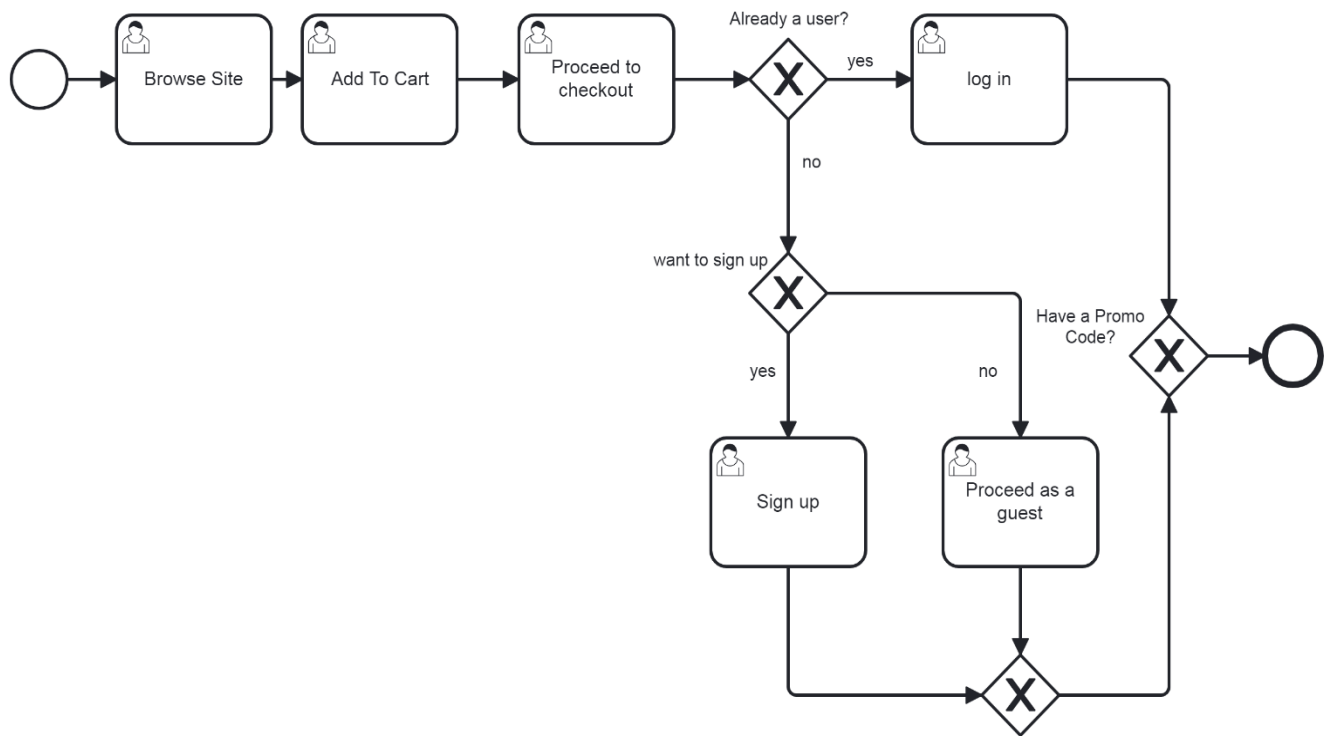 Already a user?
Browse Site
Add To Cart
Proceed to
checkout
X
yes
log in
no
want to sign up
X
Have a Promo
Code?
X
yes
no
Sign up
Proceed as a
guest
X